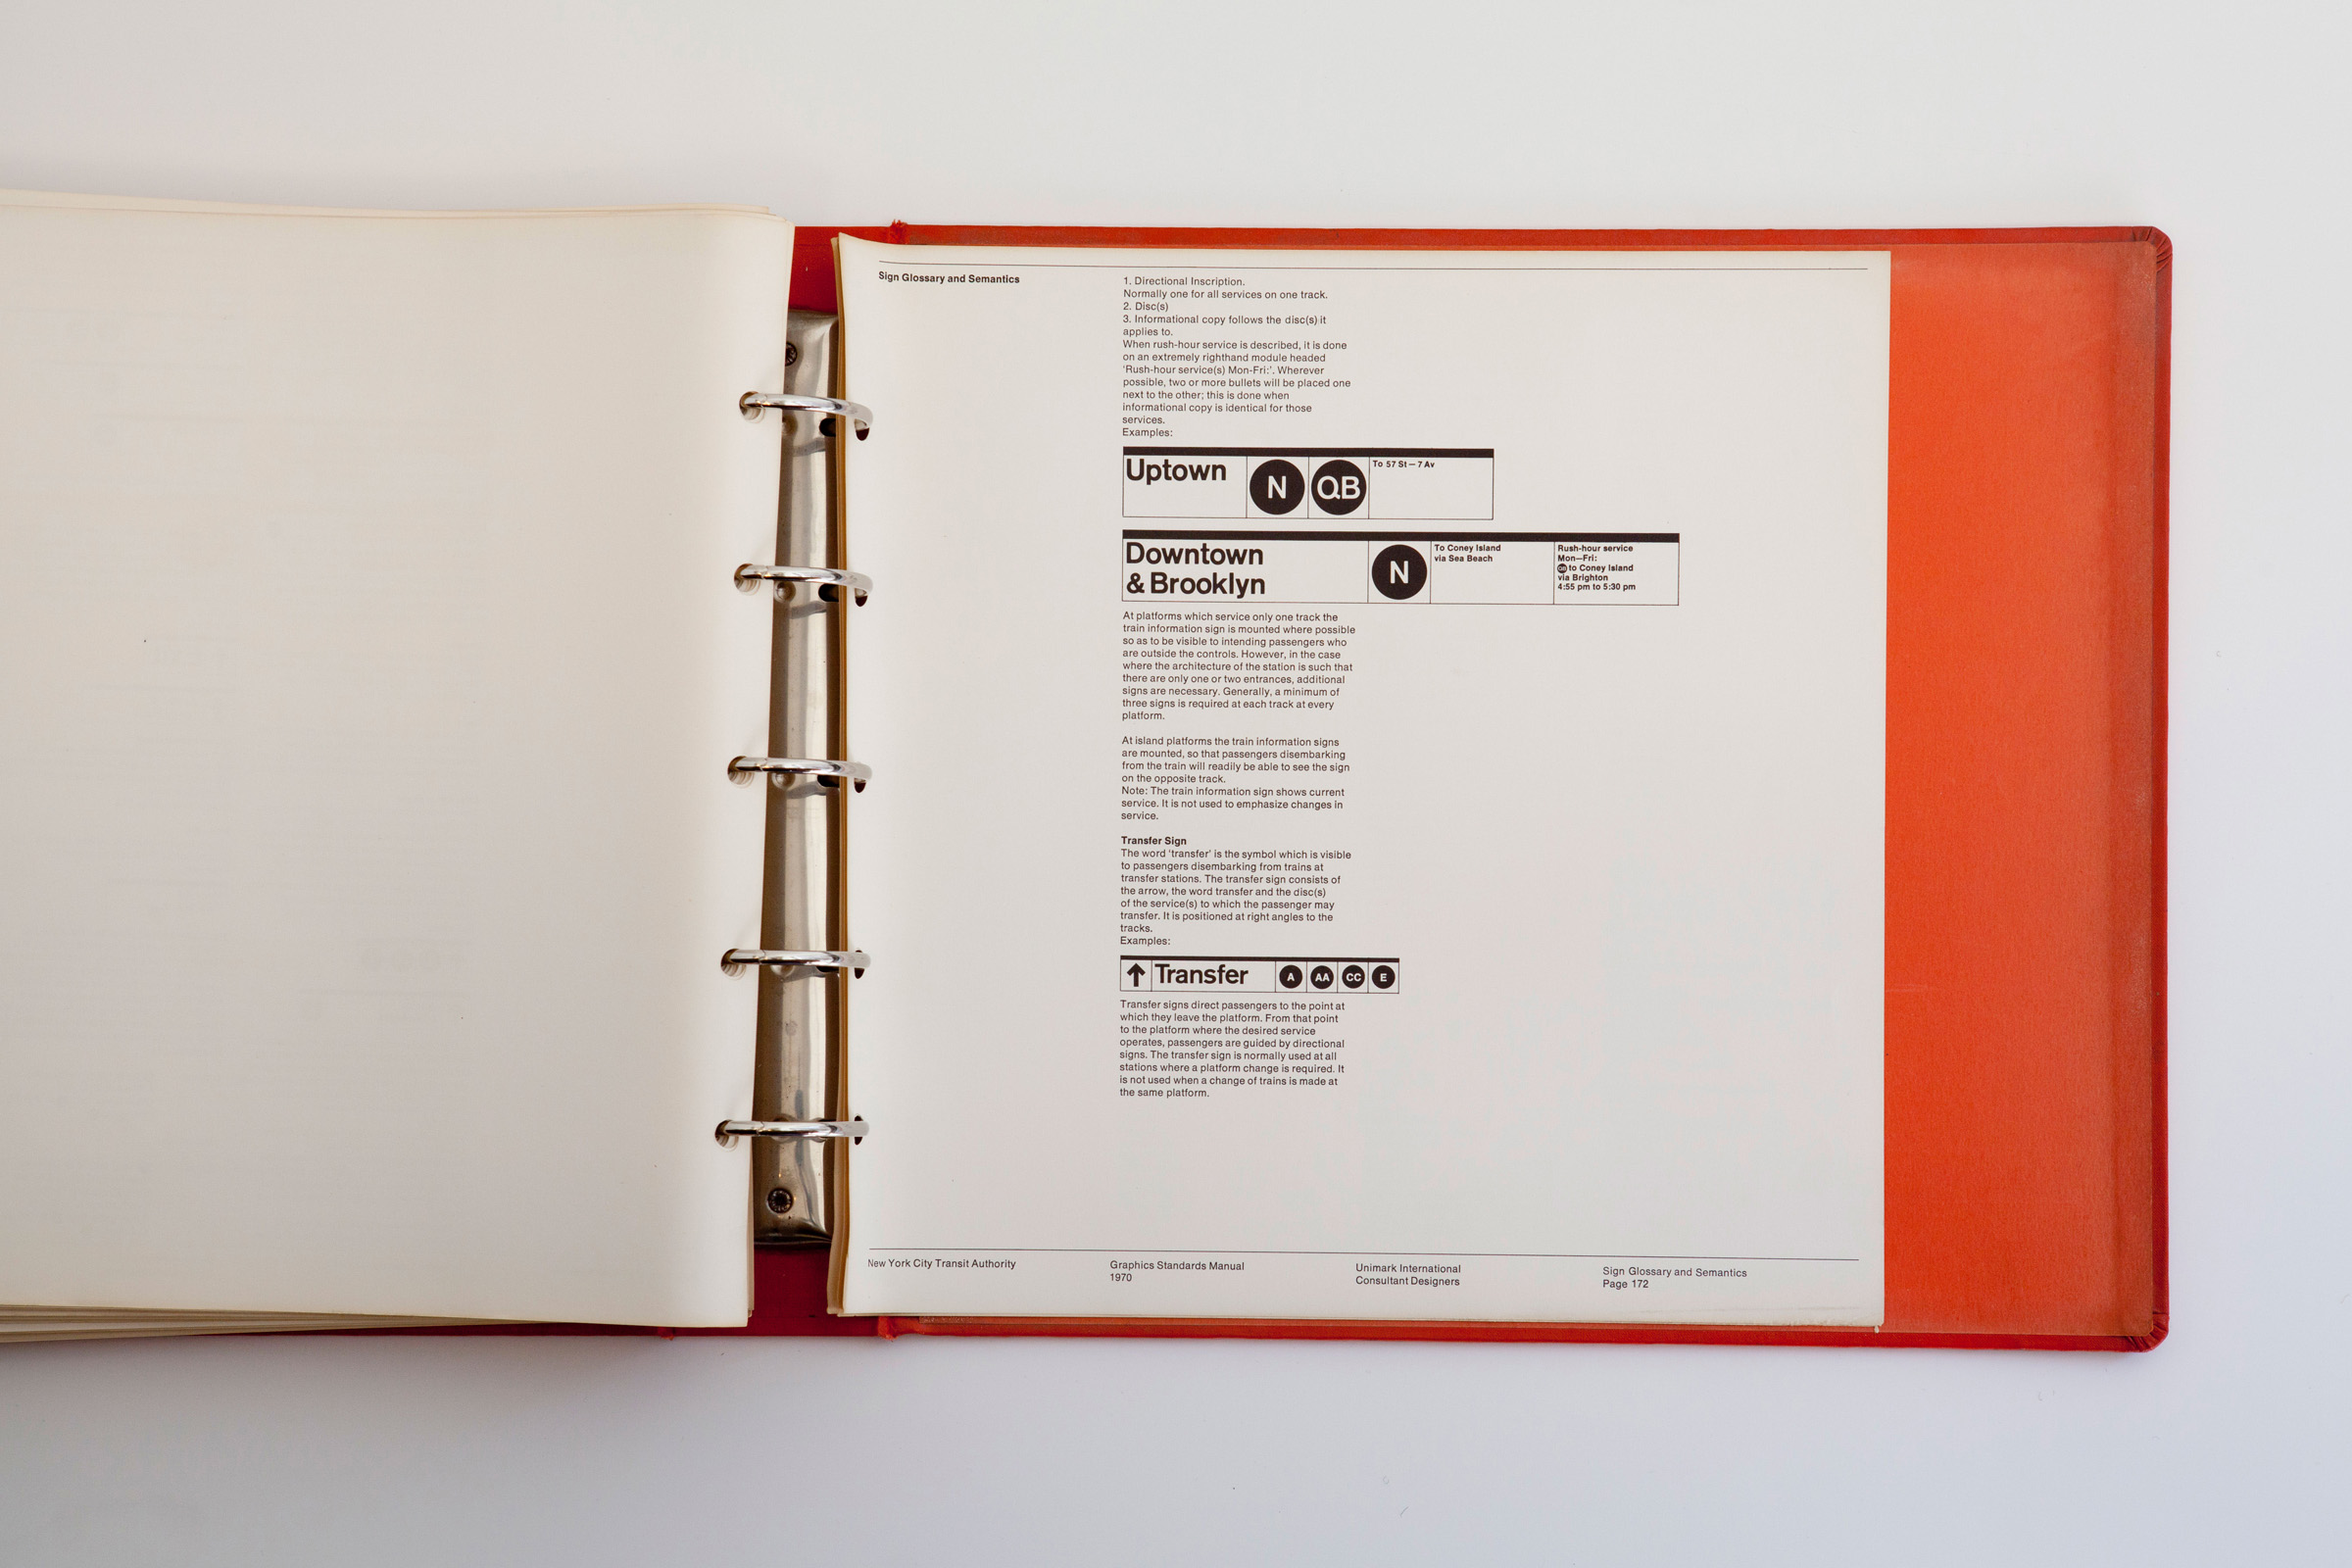 Sign Glossary and Semantics
1. Directional Inscription.
Normally one for all services on one track.
2. Disc(s)
3. Informational copy follows the disc(s) it
applies to.
When rush-hour service is described, it is done
on an extremely righthand module headed
'Rush-hour service(s) Mon-Fri:'. Wherever
possible, two or more bullets will be placed one
next to the other; this is done when
informational copy is identical for those
services.
Examples:
Uptown N QB To 57 St – 7 Av
Downtown
& Brooklyn
N
To Coney Island
via Sea Beach
Rush-hour service
Mon–Fri:
QB to Coney Island
via Brighton
4:55 pm to 5:30 pm
At platforms which service only one track the
train information sign is mounted where possible
so as to be visible to intending passengers who
are outside the controls. However, in the case
where the architecture of the station is such that
there are only one or two entrances, additional
signs are necessary. Generally, a minimum of
three signs is required at each track at every
platform.
At island platforms the train information signs
are mounted, so that passengers disembarking
from the train will readily be able to see the sign
on the opposite track.
Note: The train information sign shows current
service. It is not used to emphasize changes in
service.
Transfer Sign
The word 'transfer' is the symbol which is visible
to passengers disembarking from trains at
transfer stations. The transfer sign consists of
the arrow, the word transfer and the disc(s)
of the service(s) to which the passenger may
transfer. It is positioned at right angles to the
tracks.
Examples:
↑ Transfer A AA CC E
Transfer signs direct passengers to the point at
which they leave the platform. From that point
to the platform where the desired service
operates, passengers are guided by directional
signs. The transfer sign is normally used at all
stations where a platform change is required. It
is not used when a change of trains is made at
the same platform.
New York City Transit Authority
Graphics Standards Manual
1970
Unimark International
Consultant Designers
Sign Glossary and Semantics
Page 172